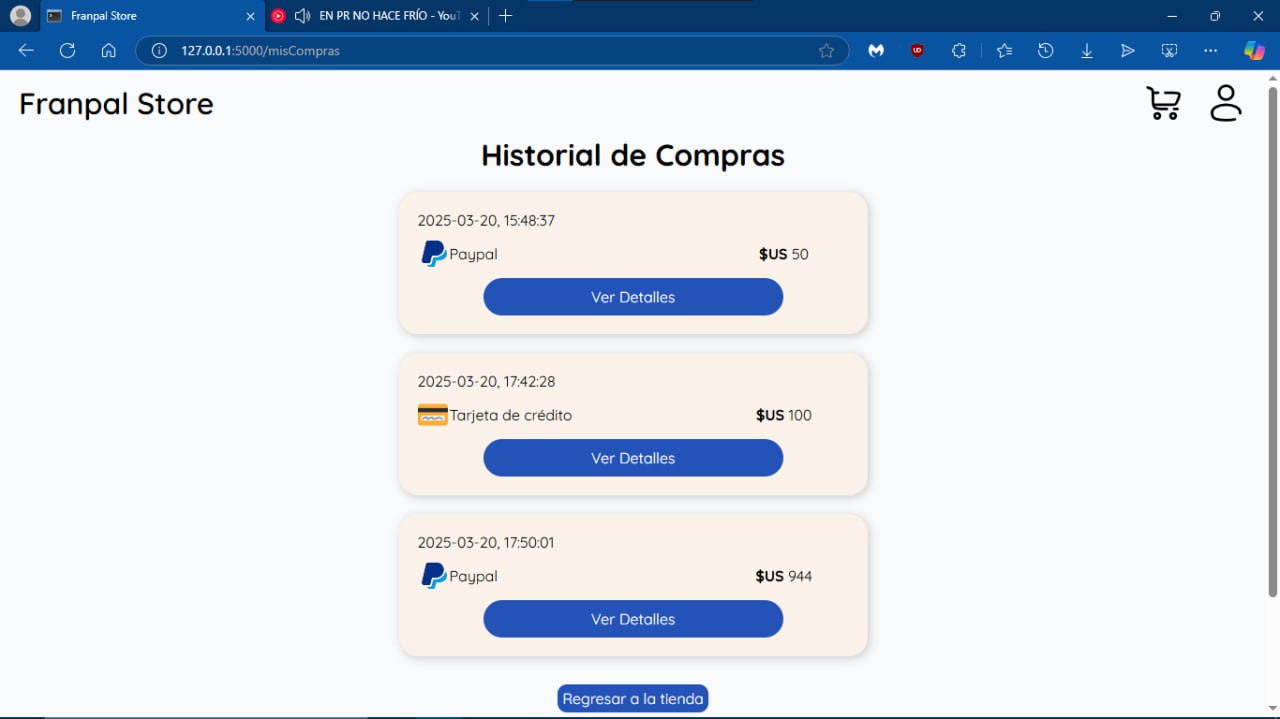 Franpal Store
EN PR NO HACE FRÍO - YouT
127.0.0.1:5000/misCompras
UD
Franpal Store
Historial de Compras
2025-03-20, 15:48:37
Paypal $US 50
Ver Detalles
2025-03-20, 17:42:28
Tarjeta de crédito $US 100
Ver Detalles
2025-03-20, 17:50:01
Paypal $US 944
Ver Detalles
Regresar a la tienda